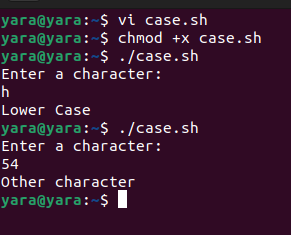 yara@yara:~$ vi case.sh
yara@yara:~$ chmod +x case.sh
yara@yara:~$ ./case.sh
Enter a character:
h
Lower Case
yara@yara:~$ ./case.sh
Enter a character:
54
Other character
yara@yara:~$